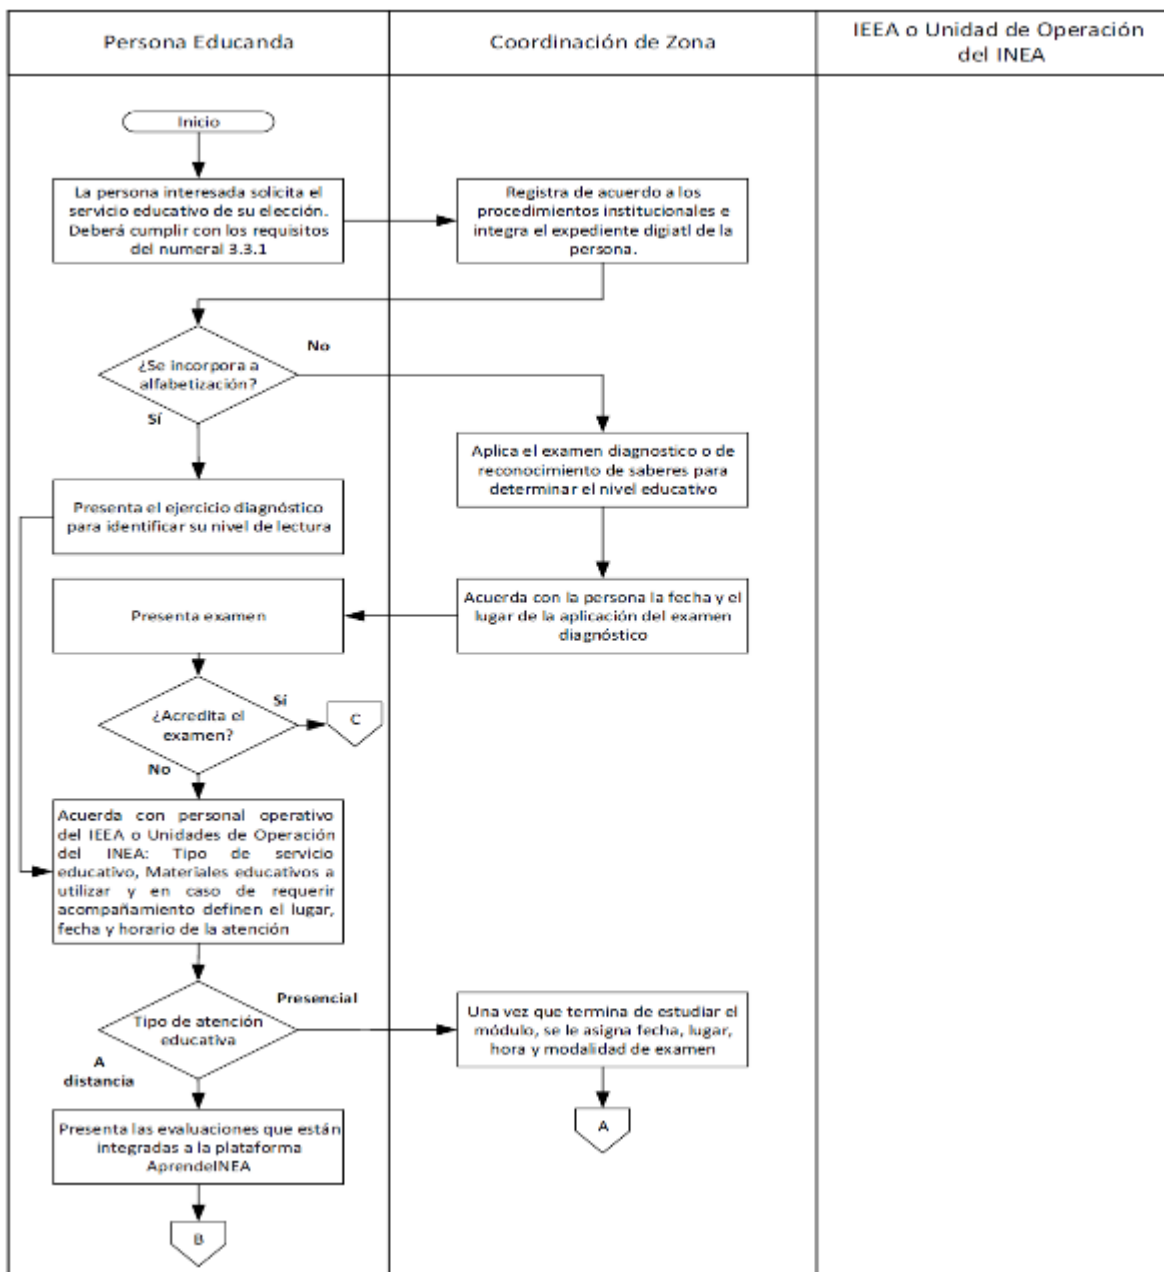 Persona Educanda
Coordinación de Zona
IEEA o Unidad de Operación
del INEA
Inicio
La persona interesada solicita el
servicio educativo de su elección.
Deberá cumplir con los requisitos
del numeral 3.3.1
Registra de acuerdo a los
procedimientos institucionales e
integra el expediente digiatl de la
persona.
¿Se incorpora a
alfabetización?
No
Sí
Aplica el examen diagnostico o de
reconocimiento de saberes para
determinar el nivel educativo
Presenta el ejercicio diagnóstico
para identificar su nivel de lectura
Acuerda con la persona la fecha y el
lugar de la aplicación del examen
diagnóstico
Presenta examen
¿Acredita el
examen?
Sí
C
No
Acuerda con personal operativo
del IEEA o Unidades de Operación
del INEA: Tipo de servicio
educativo, Materiales educativos a
utilizar y en caso de requerir
acompañamiento definen el lugar,
fecha y horario de la atención
Tipo de atención
educativa
Presencial
Una vez que termina de estudiar el
módulo, se le asigna fecha, lugar,
hora y modalidad de examen
A
A
distancia
Presenta las evaluaciones que están
integradas a la plataforma
AprendeINEA
B